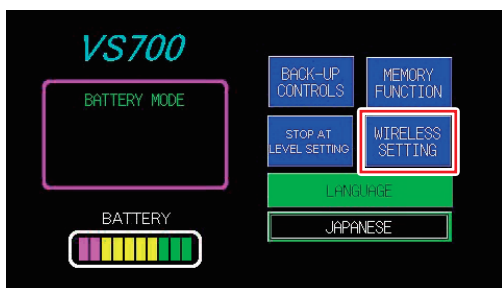 VS700
BATTERY MODE
BATTERY
BACK-UP
CONTROLS
MEMORY
FUNCTION
STOP AT
LEVEL SETTING
WIRELESS
SETTING
LANGUAGE
JAPANESE